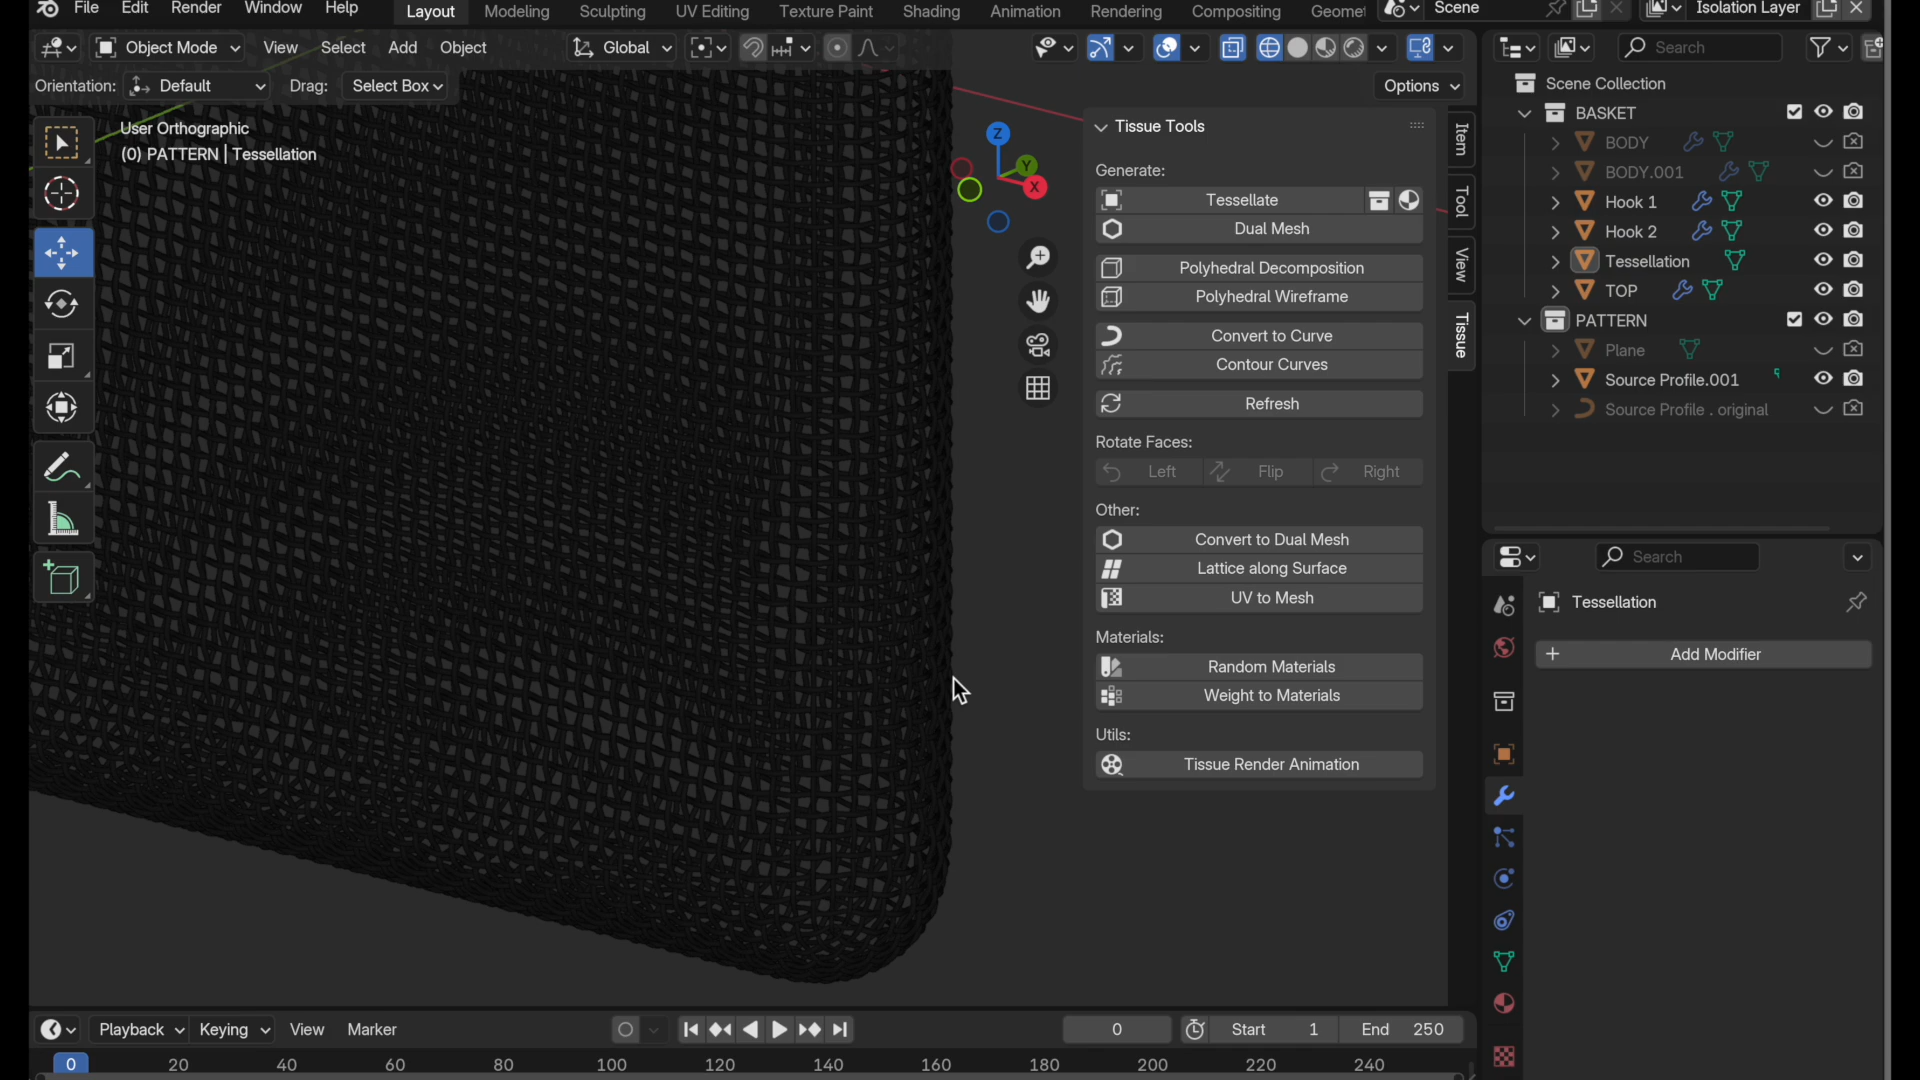 File Edit Render Window Help Layout Modeling Sculpting UV Editing Texture Paint Shading Animation Rendering Compositing Geomet Scene Isolation Layer
Object Mode View Select Add Object Global Search
Orientation: Default Drag: Select Box Options
User Orthographic
(0) PATTERN | Tessellation
Z
Y
X
Tissue Tools
Generate:
Tessellate
Dual Mesh
Polyhedral Decomposition
Polyhedral Wireframe
Convert to Curve
Contour Curves
Refresh
Rotate Faces:
Left Flip Right
Other:
Convert to Dual Mesh
Lattice along Surface
UV to Mesh
Materials:
Random Materials
Weight to Materials
Utils:
Tissue Render Animation
Item
Tool
View
Tissue
Scene Collection
BASKET
BODY
BODY.001
Hook 1
Hook 2
Tessellation
TOP
PATTERN
Plane
Source Profile.001
Source Profile . original
Search
Tessellation
+ Add Modifier
Playback Keying View Marker 0 Start 1 End 250
0 20 40 60 80 100 120 140 160 180 200 220 240